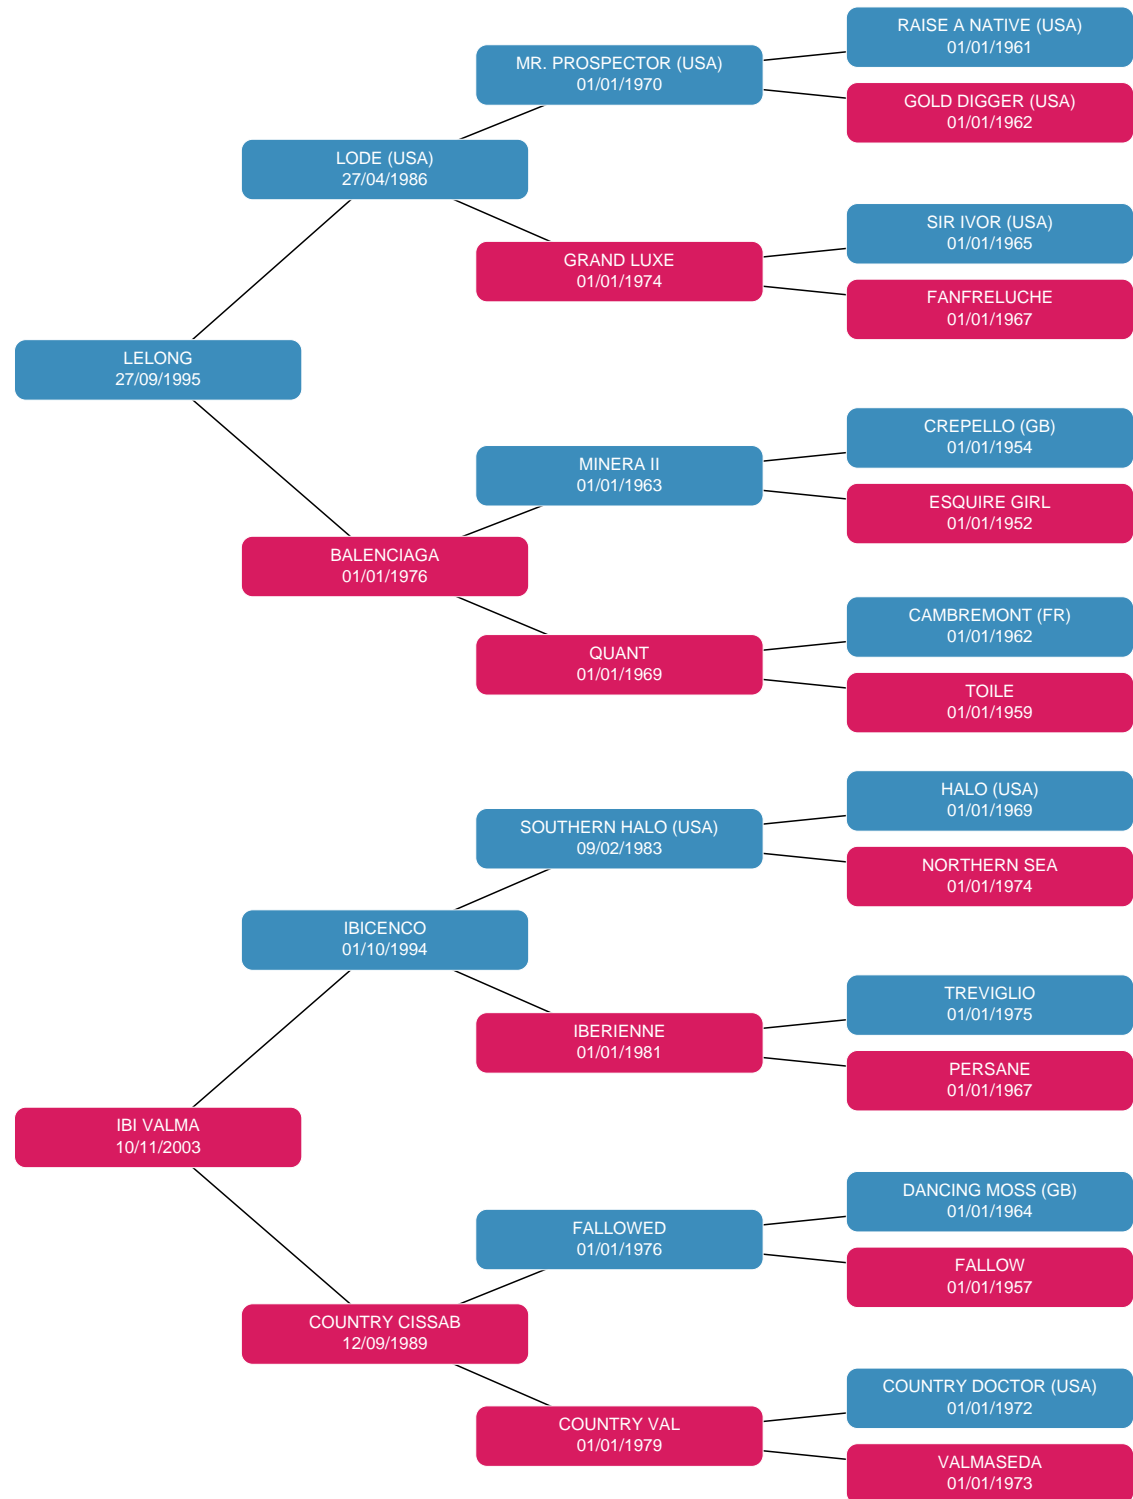 RAISE A NATIVE (USA)
01/01/1961
MR. PROSPECTOR (USA)
01/01/1970
GOLD DIGGER (USA)
01/01/1962
LODE (USA)
27/04/1986
SIR IVOR (USA)
01/01/1965
GRAND LUXE
01/01/1974
FANFRELUCHE
01/01/1967
LELONG
27/09/1995
CREPELLO (GB)
01/01/1954
MINERA II
01/01/1963
ESQUIRE GIRL
01/01/1952
BALENCIAGA
01/01/1976
CAMBREMONT (FR)
01/01/1962
QUANT
01/01/1969
TOILE
01/01/1959
HALO (USA)
01/01/1969
SOUTHERN HALO (USA)
09/02/1983
NORTHERN SEA
01/01/1974
IBICENCO
01/10/1994
TREVIGLIO
01/01/1975
IBERIENNE
01/01/1981
PERSANE
01/01/1967
IBI VALMA
10/11/2003
DANCING MOSS (GB)
01/01/1964
FALLOWED
01/01/1976
FALLOW
01/01/1957
COUNTRY CISSAB
12/09/1989
COUNTRY DOCTOR (USA)
01/01/1972
COUNTRY VAL
01/01/1979
VALMASEDA
01/01/1973